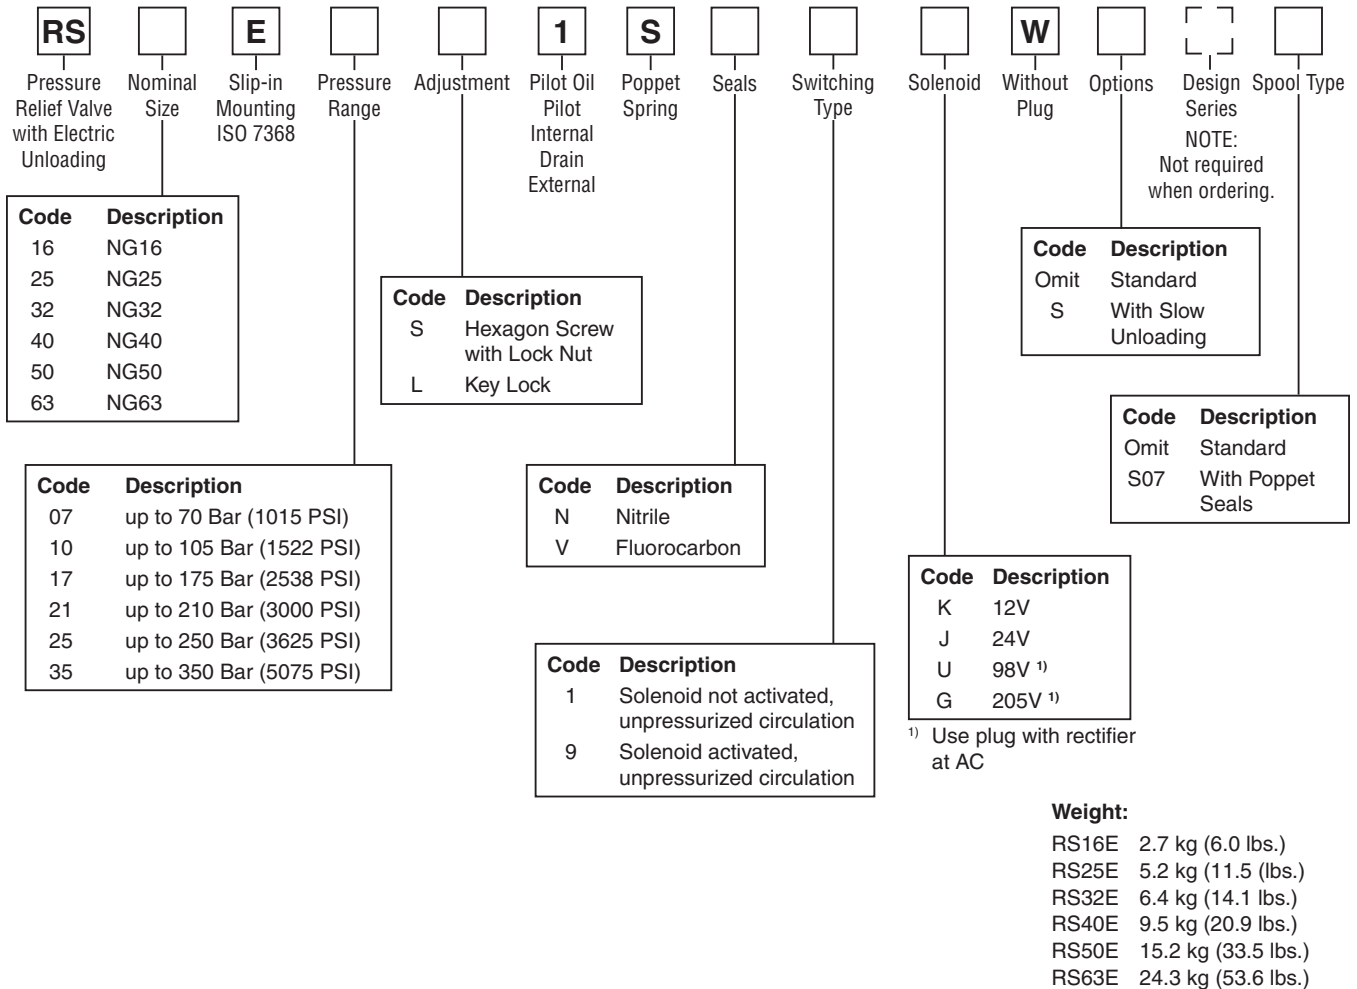 RS E 1 S W
Pressure
Relief Valve
with Electric
Unloading
Nominal
Size
Slip-in
Mounting
ISO 7368
Pressure
Range
Adjustment
Pilot Oil
Pilot
Internal
Drain
External
Poppet
Spring
Seals
Switching
Type
Solenoid
Without
Plug
Options
Design
Series
NOTE:
Not required
when ordering.
Spool Type
Code Description
16 NG16
25 NG25
32 NG32
40 NG40
50 NG50
63 NG63
Code Description
07 up to 70 Bar (1015 PSI)
10 up to 105 Bar (1522 PSI)
17 up to 175 Bar (2538 PSI)
21 up to 210 Bar (3000 PSI)
25 up to 250 Bar (3625 PSI)
35 up to 350 Bar (5075 PSI)
Code Description
S Hexagon Screw
with Lock Nut
L Key Lock
Code Description
N Nitrile
V Fluorocarbon
Code Description
1 Solenoid not activated,
unpressurized circulation
9 Solenoid activated,
unpressurized circulation
Code Description
K 12V
J 24V
U 98V 1)
G 205V 1)
1) Use plug with rectifier
at AC
Code Description
Omit Standard
S With Slow
Unloading
Code Description
Omit Standard
S07 With Poppet
Seals
Weight:
RS16E 2.7 kg (6.0 lbs.)
RS25E 5.2 kg (11.5 (lbs.)
RS32E 6.4 kg (14.1 lbs.)
RS40E 9.5 kg (20.9 lbs.)
RS50E 15.2 kg (33.5 lbs.)
RS63E 24.3 kg (53.6 lbs.)